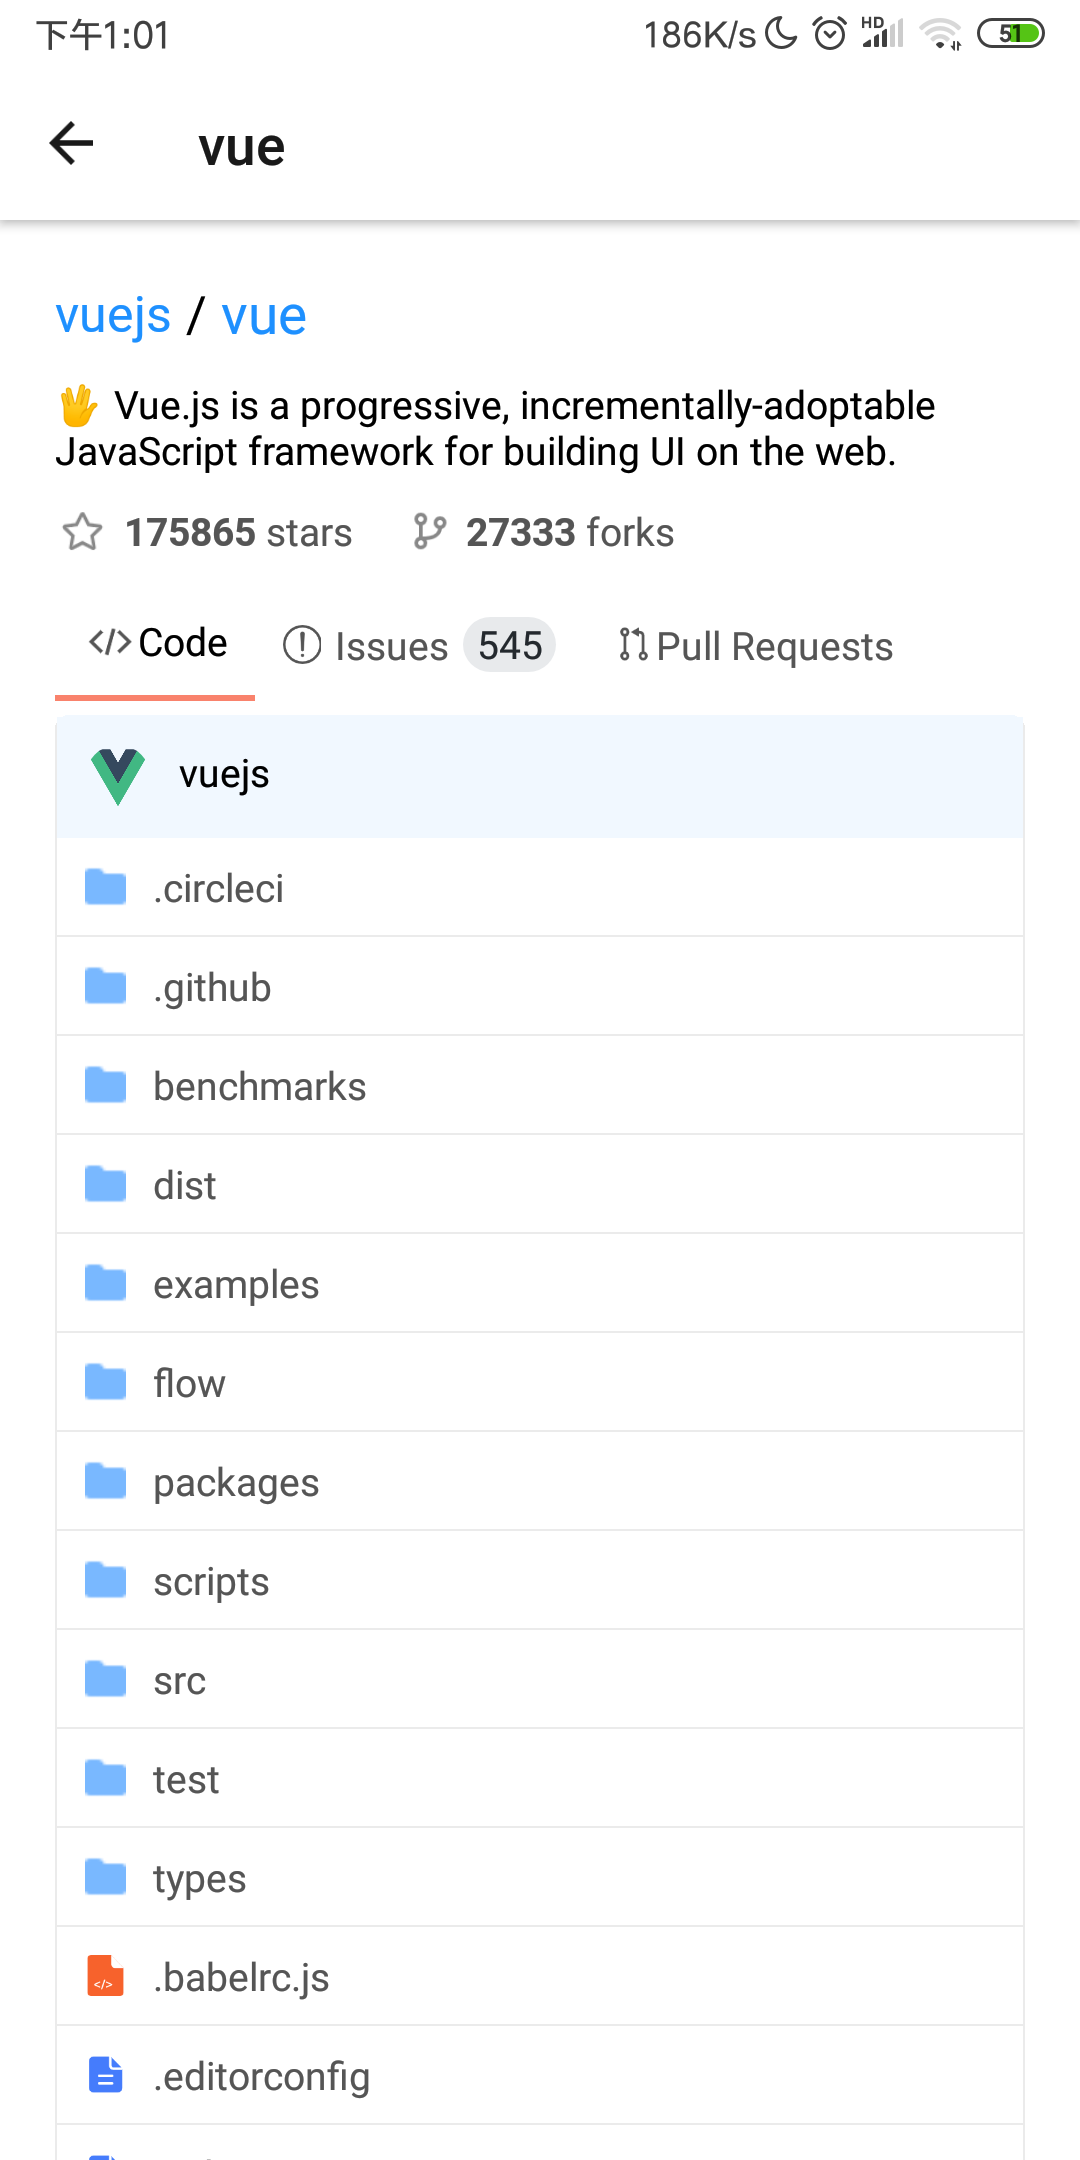 下午1:01 186K/s HD 51
vue
vuejs / vue
🖖 Vue.js is a progressive, incrementally-adoptable
JavaScript framework for building UI on the web.
175865 stars 27333 forks
</> Code Issues 545 Pull Requests
vuejs
.circleci
.github
benchmarks
dist
examples
flow
packages
scripts
src
test
types
</> .babelrc.js
.editorconfig